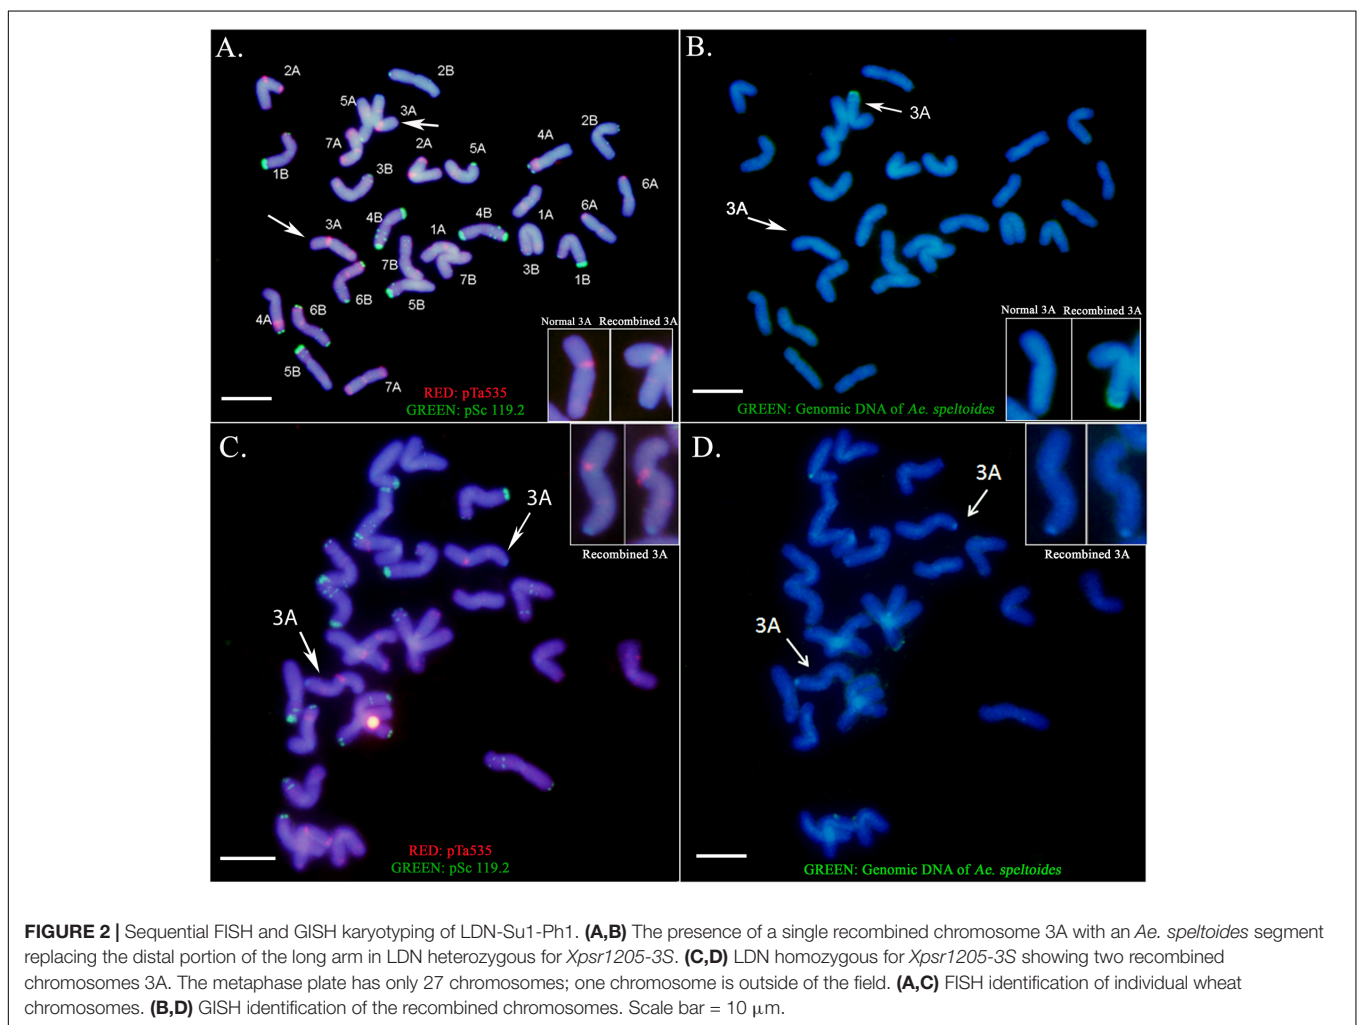 A.
2A
2B
5A
3A
7A
1B
3B
2A
5A
4A
2B
6A
3A
4B
4B
1A
1A
6A
7B
7B
3B
1B
6B
5B
4A
6B
5B
7A
Normal 3A
Recombined 3A
RED: pTa535
GREEN: pSc 119.2
B.
3A
3A
Normal 3A
Recombined 3A
GREEN: Genomic DNA of Ae. speltoides
C.
3A
3A
Recombined 3A
RED: pTa535
GREEN: pSc 119.2
D.
3A
3A
Recombined 3A
GREEN: Genomic DNA of Ae. speltoides
FIGURE 2 | Sequential FISH and GISH karyotyping of LDN-Su1-Ph1. (A,B) The presence of a single recombined chromosome 3A with an Ae. speltoides segment
replacing the distal portion of the long arm in LDN heterozygous for Xpsr1205-3S. (C,D) LDN homozygous for Xpsr1205-3S showing two recombined
chromosomes 3A. The metaphase plate has only 27 chromosomes; one chromosome is outside of the field. (A,C) FISH identification of individual wheat
chromosomes. (B,D) GISH identification of the recombined chromosomes. Scale bar = 10 μm.